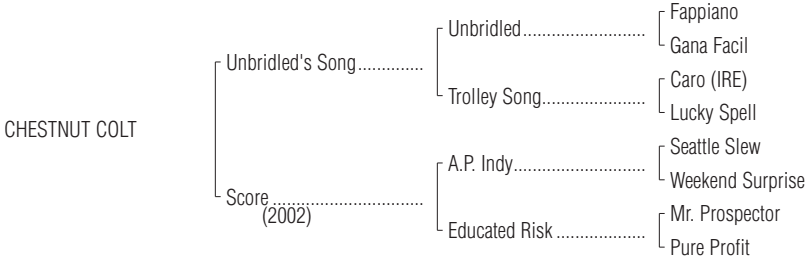 Fappiano
Unbridled..............................
Gana Facil
Unbridled's Song..............
Caro (IRE)
Trolley Song.........................
Lucky Spell
CHESTNUT COLT
Seattle Slew
A.P. Indy................................
Weekend Surprise
Score ....................................
(2002)
Mr. Prospector
Educated Risk .....................
Pure Profit